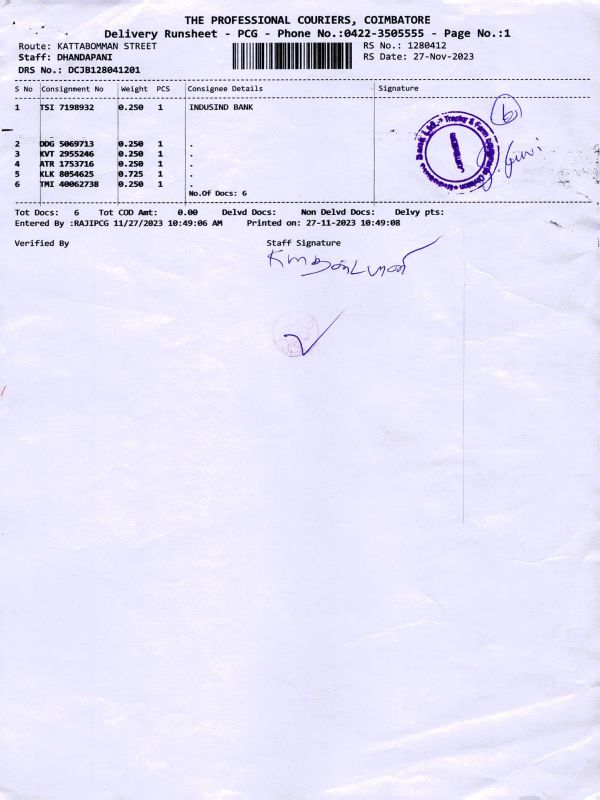 THE PROFESSIONAL COURIERS, COIMBATORE
Delivery Runsheet - PCG - Phone No.:0422-3505555 - Page No.:1
Route: KATTABOMMAN STREET RS No.: 1280412
Staff: DHANDAPANI RS Date: 27-Nov-2023
DRS No.: DCJB128041201
S No Consignment No Weight PCS Consignee Details Signature
1 TSI 7198932 0.250 1 INDUSIND BANK
2 DDG 5069713 0.250 1 .
3 KVT 2955246 0.250 1 .
4 ATR 1753716 0.250 1 .
5 KLK 8054625 0.725 1 .
6 TMI 40062738 0.250 1 .
No.Of Docs: 6
6
Tot Docs: 6 Tot COD Amt: 0.00 Delvd Docs: Non Delvd Docs: Delvy pts:
Entered By :RAJIPCG 11/27/2023 10:49:06 AM Printed on: 27-11-2023 10:49:08
Verified By Staff Signature